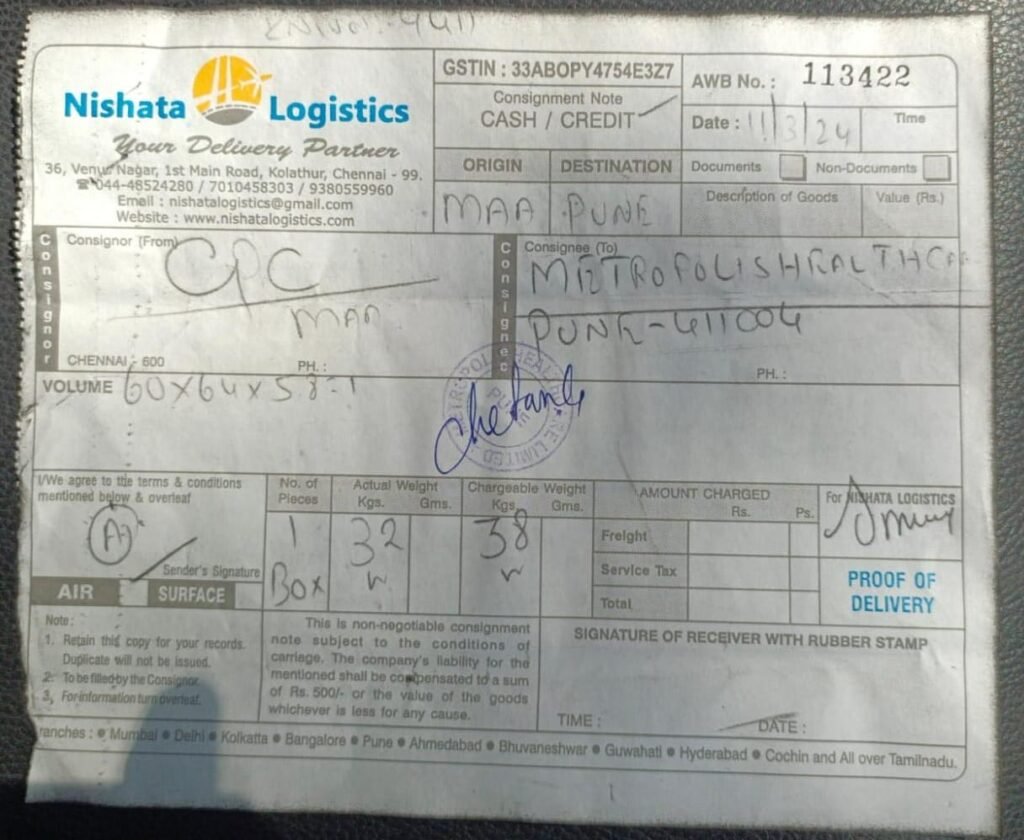 Nishata Logistics
Your Delivery Partner
36, Venus Nagar, 1st Main Road, Kolathur, Chennai - 99.
☎ 044-48524280 / 7010458303 / 9380559960
Email : nishatalogistics@gmail.com
Website : www.nishatalogistics.com
GSTIN : 33ABOPY4754E3Z7
Consignment Note
CASH / CREDIT
AWB No. : 113422
Date : 11/3/24
Time
ORIGIN DESTINATION
MAA PUNE
Documents Non-Documents
Description of Goods Value (Rs.)
Consignor
Consignor (From)
CPC
MAA
CHENNAI - 600 PH. :
Consignee
Consignee (To)
METROPOLIS HEALTHCA
PUNE-411004
PH. :
VOLUME 60x64x58=1
Chetan
I/We agree to the terms & conditions
mentioned below & overleaf
Sender's Signature
AIR SURFACE
No. of
Pieces
1
Box
Actual Weight
Kgs. Gms.
32
Chargeable Weight
Kgs. Gms.
38
AMOUNT CHARGED
Rs. Ps.
Freight
Service Tax
Total
For NISHATA LOGISTICS
PROOF OF
DELIVERY
Note :
1. Retain this copy for your records.
Duplicate will not be issued.
2. To be filled by the Consignor.
3. For information turn overleaf.
This is non-negotiable consignment
note subject to the conditions of
carriage. The company's liability for the
mentioned shall be compensated to a sum
of Rs. 500/- or the value of the goods
whichever is less for any cause.
SIGNATURE OF RECEIVER WITH RUBBER STAMP
TIME : DATE :
ranches : ● Mumbai ● Delhi ● Kolkatta ● Bangalore ● Pune ● Ahmedabad ● Bhuvaneshwar ● Guwahati ● Hyderabad ● Cochin and All over Tamilnadu.